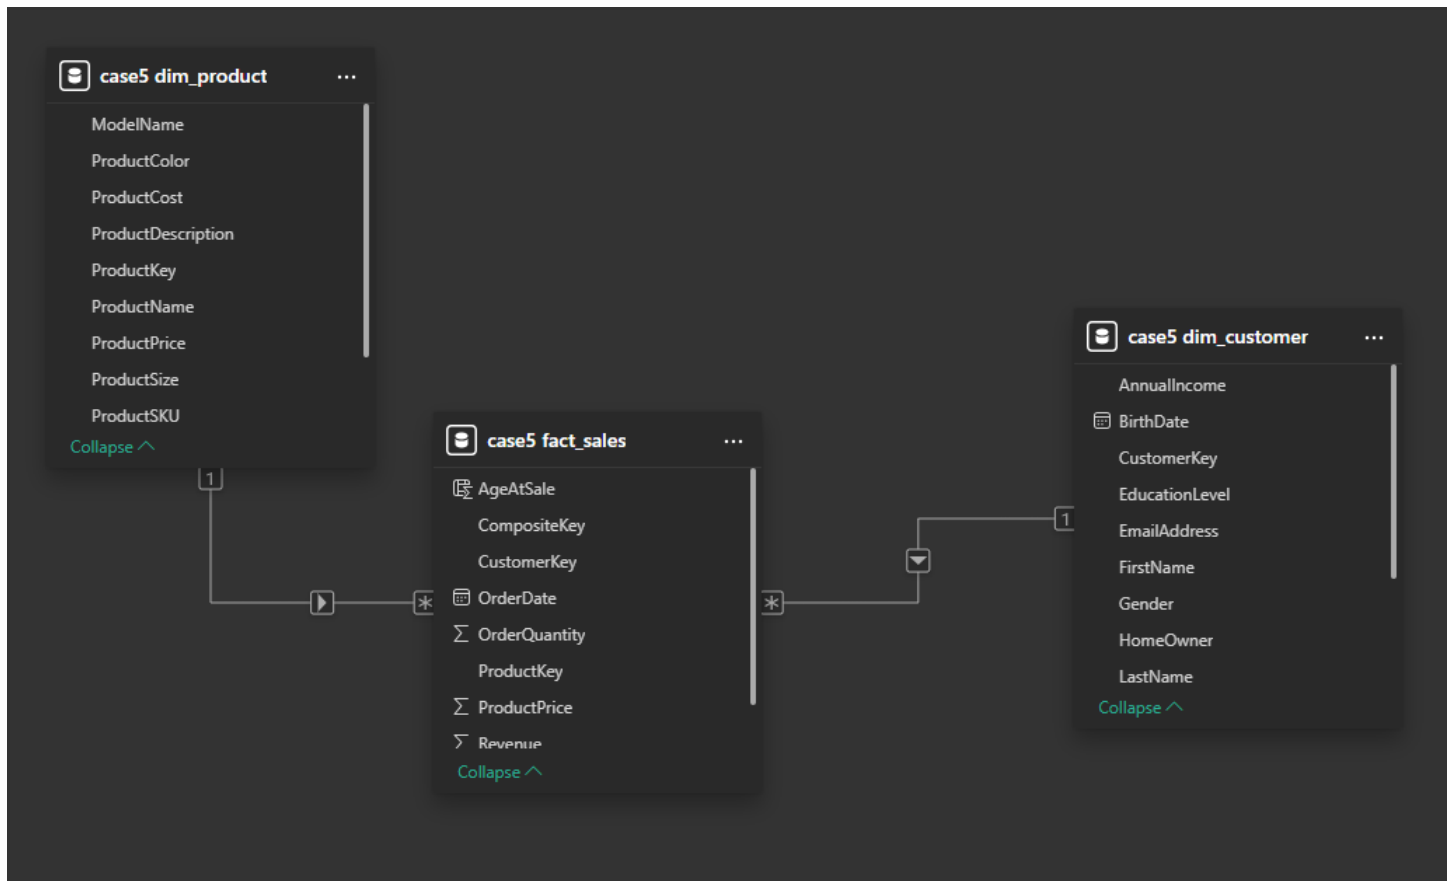 case5 dim_product
ModelName
ProductColor
ProductCost
ProductDescription
ProductKey
ProductName
ProductPrice
ProductSize
ProductSKU
Collapse
1
case5 fact_sales
AgeAtSale
CompositeKey
CustomerKey
OrderDate
OrderQuantity
ProductKey
ProductPrice
Revenue
Collapse
*
*
case5 dim_customer
AnnualIncome
BirthDate
CustomerKey
EducationLevel
EmailAddress
FirstName
Gender
HomeOwner
LastName
Collapse
1